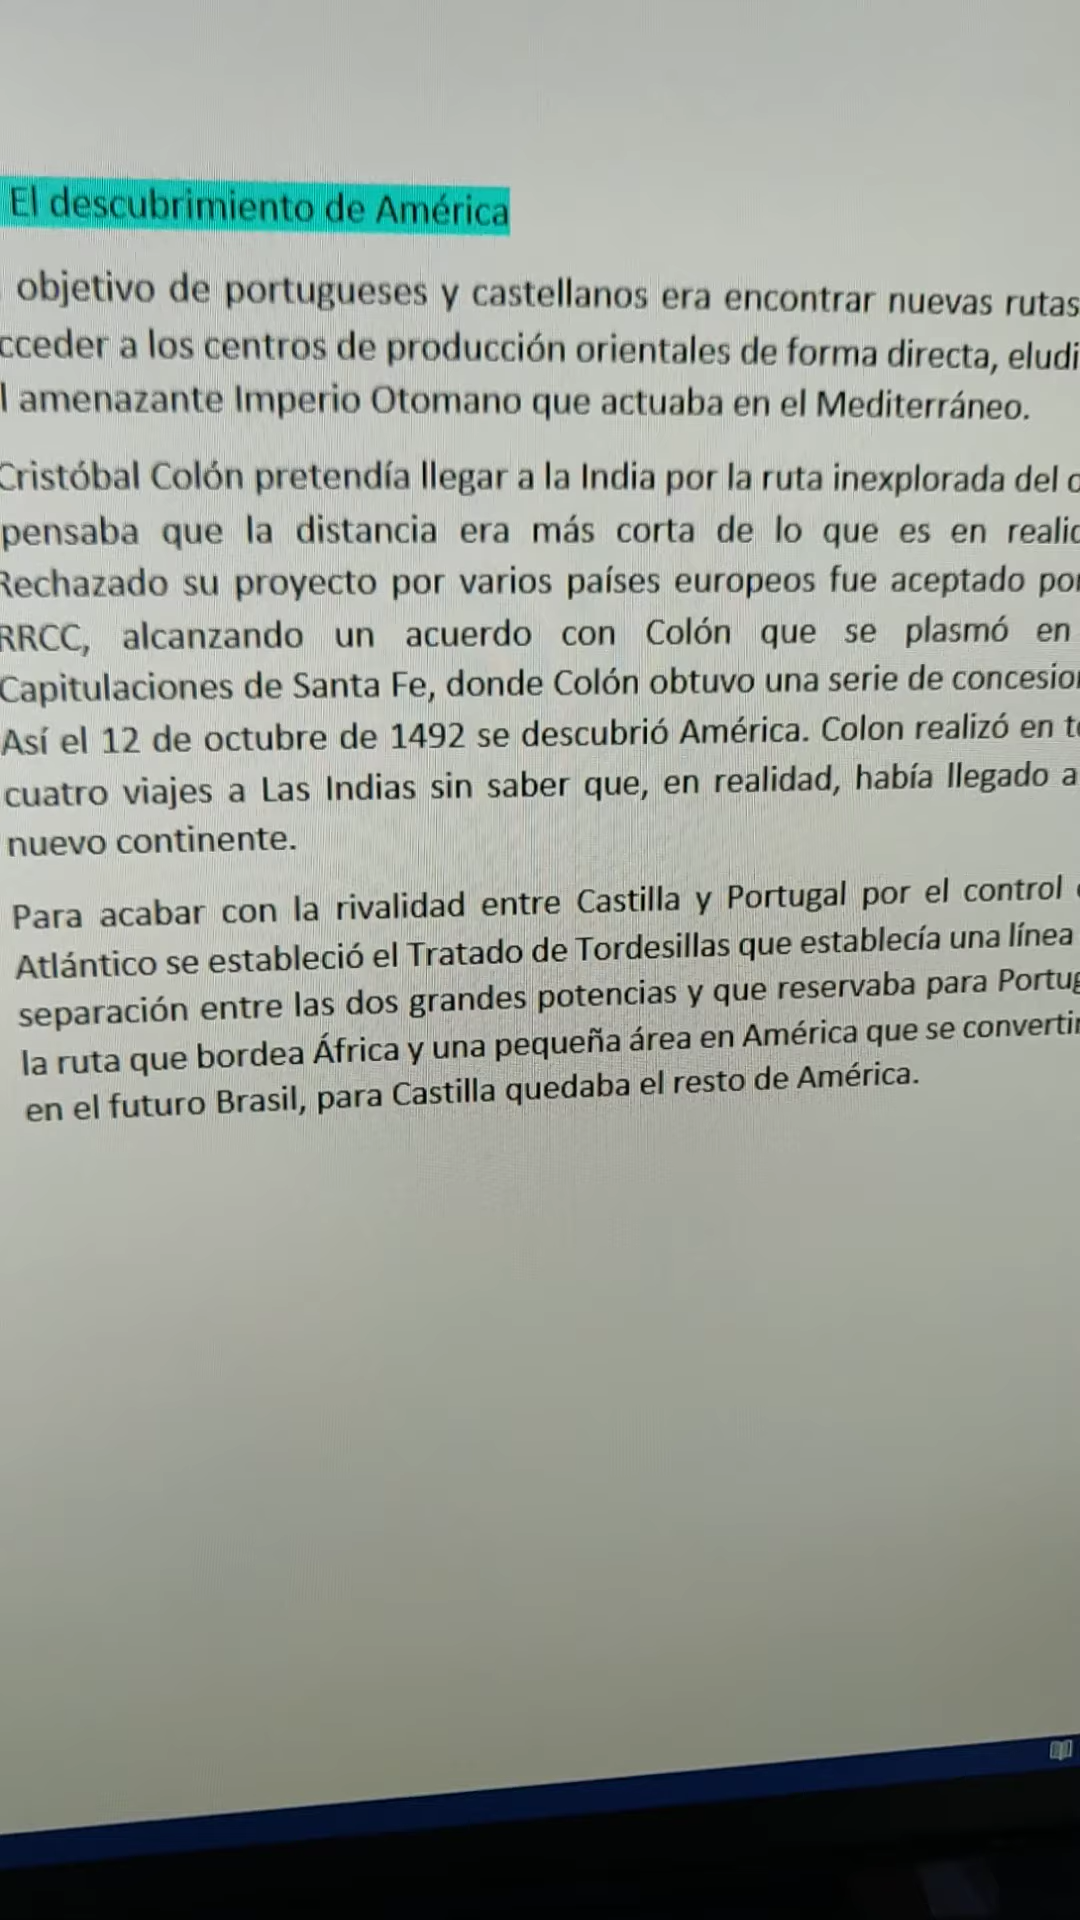 El descubrimiento de América
objetivo de portugueses y castellanos era encontrar nuevas rutas
cceder a los centros de producción orientales de forma directa, eludi
l amenazante Imperio Otomano que actuaba en el Mediterráneo.
Cristóbal Colón pretendía llegar a la India por la ruta inexplorada del
pensaba que la distancia era más corta de lo que es en realid
Rechazado su proyecto por varios países europeos fue aceptado por
RRCC, alcanzando un acuerdo con Colón que se plasmó en
Capitulaciones de Santa Fe, donde Colón obtuvo una serie de concesion
Así el 12 de octubre de 1492 se descubrió América. Colon realizó en
cuatro viajes a Las Indias sin saber que, en realidad, había llegado a
nuevo continente.
Para acabar con la rivalidad entre Castilla y Portugal por el control
Atlántico se estableció el Tratado de Tordesillas que establecía una línea
separación entre las dos grandes potencias y que reservaba para Portug
la ruta que bordea África y una pequeña área en América que se convertir
en el futuro Brasil, para Castilla quedaba el resto de América.